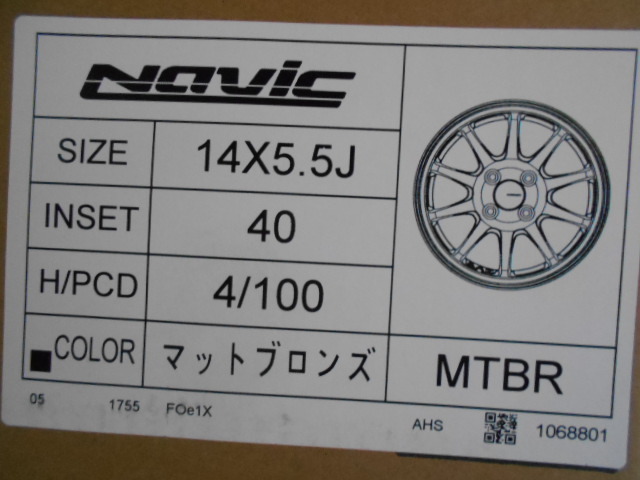 NAVIC
SIZE 14X5.5J
INSET 40
H/PCD 4/100
COLOR マットブロンズ MTBR
05 1755 FOe1X AHS 1068801